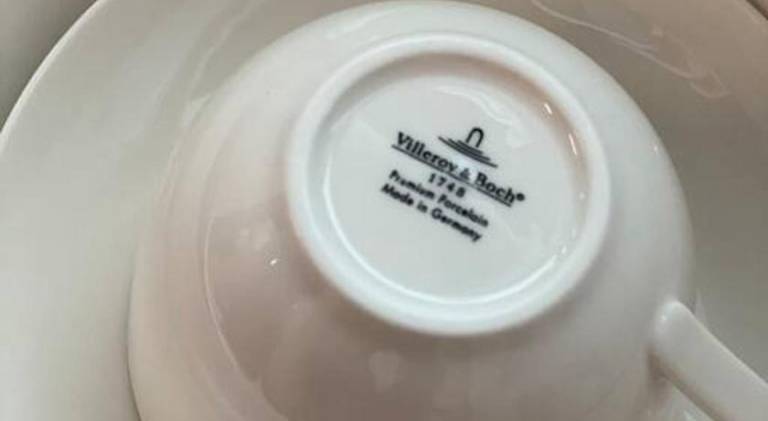 Villeroy & Boch®
1748
Premium Porcelain
Made in Germany